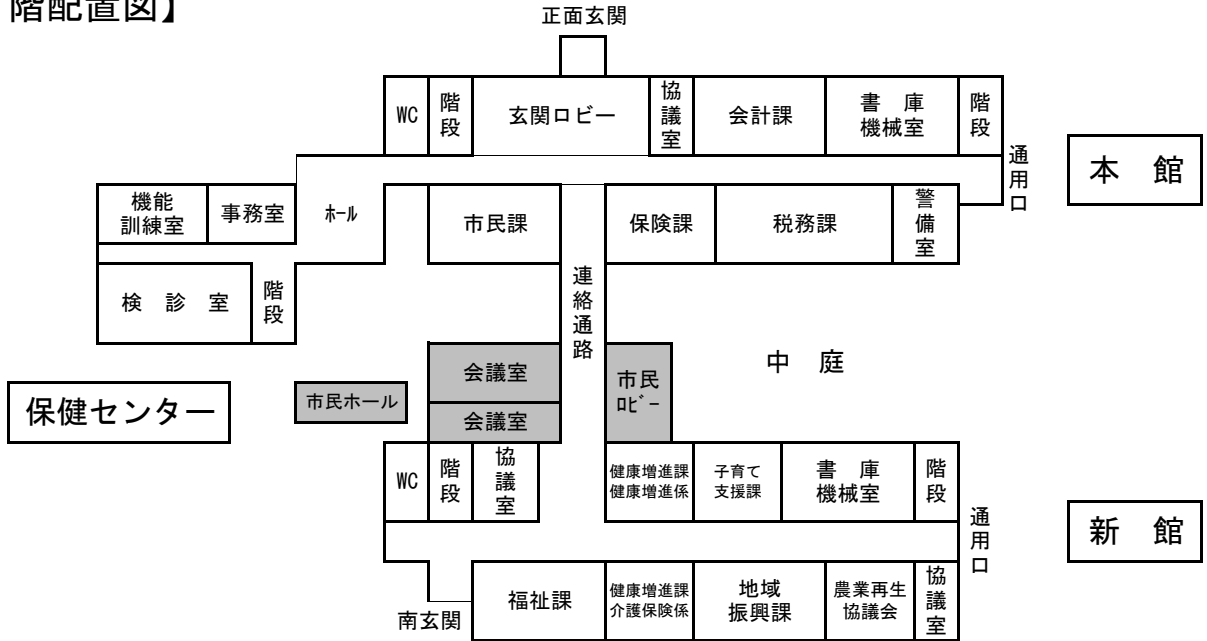 階配置図】
正面玄関
WC
階段
玄関ロビー
協議室
会計課
書　庫
機械室
階段
通用口
本　館
機能
訓練室
事務室
ﾎｰﾙ
市民課
保険課
税務課
警備室
検　診　室
階段
連絡通路
中　庭
会議室
市民
ﾛﾋﾞｰ
保健センター
市民ホール
会議室
WC
階段
協議室
健康増進課
健康増進係
子育て
支援課
書　庫
機械室
階段
通用口
新　館
南玄関
福祉課
健康増進課
介護保険係
地域
振興課
農業再生
協議会
協議室